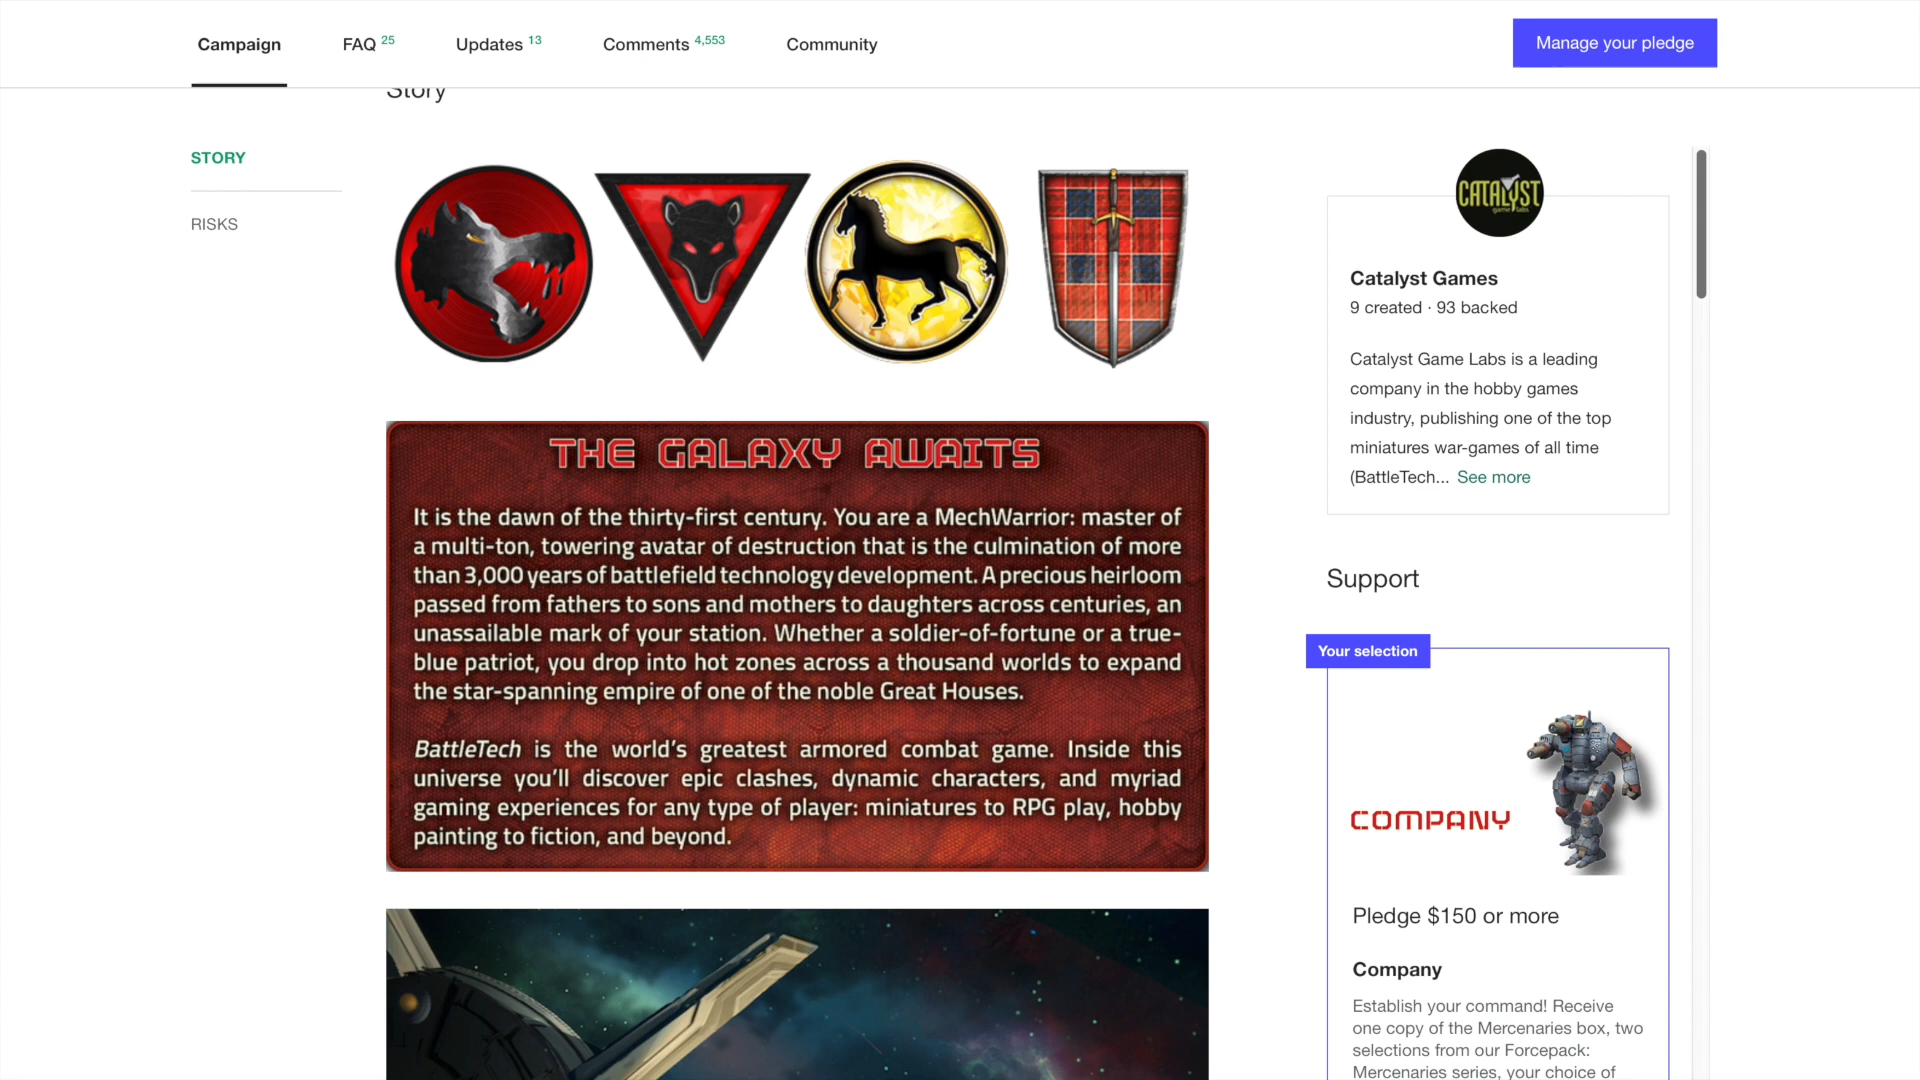 Campaign
FAQ 25
Updates 13
Comments 4,553
Community
Manage your pledge
Story
STORY
RISKS
THE GALAXY AWAITS
It is the dawn of the thirty-first century. You are a MechWarrior: master of
a multi-ton, towering avatar of destruction that is the culmination of more
than 3,000 years of battlefield technology development. A precious heirloom
passed from fathers to sons and mothers to daughters across centuries, an
unassailable mark of your station. Whether a soldier-of-fortune or a true-
blue patriot, you drop into hot zones across a thousand worlds to expand
the star-spanning empire of one of the noble Great Houses.
BattleTech is the world's greatest armored combat game. Inside this
universe you'll discover epic clashes, dynamic characters, and myriad
gaming experiences for any type of player: miniatures to RPG play, hobby
painting to fiction, and beyond.
CATALYST
game labs
Catalyst Games
9 created · 93 backed
Catalyst Game Labs is a leading
company in the hobby games
industry, publishing one of the top
miniatures war-games of all time
(BattleTech... See more
Support
Your selection
COMPANY
Pledge $150 or more
Company
Establish your command! Receive
one copy of the Mercenaries box, two
selections from our Forcepack:
Mercenaries series, your choice of